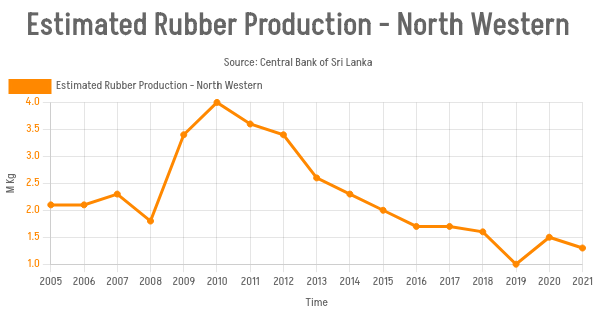 Estimated Rubber Production - North Western
Source: Central Bank of Sri Lanka
Estimated Rubber Production - North Western
4.0
3.5
3.0
2.5
2.0
1.5
1.0
M Kg
2005 2006 2007 2008 2009 2010 2011 2012 2013 2014 2015 2016 2017 2018 2019 2020 2021
Time